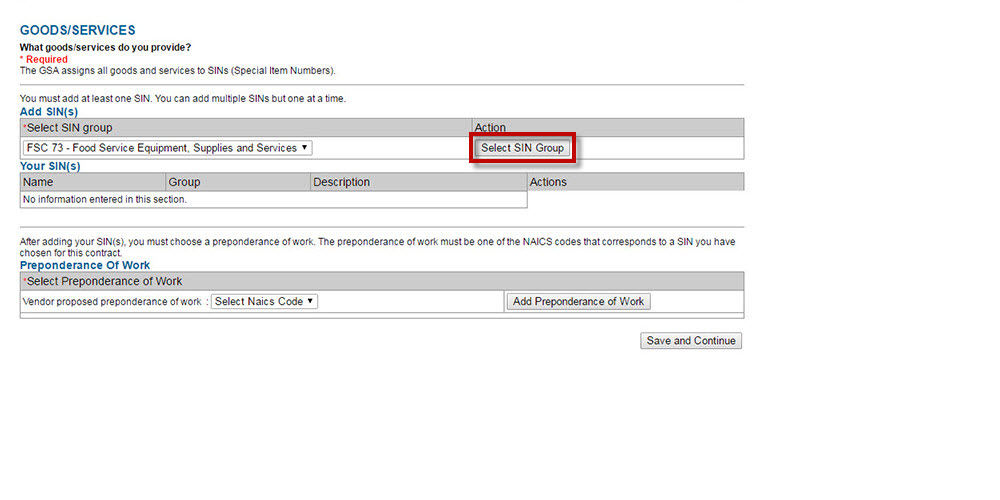 GOODS/SERVICES
What goods/services do you provide?
* Required
The GSA assigns all goods and services to SINs (Special Item Numbers).
You must add at least one SIN. You can add multiple SINs but one at a time.
Add SIN(s)
*Select SIN group Action
FSC 73 - Food Service Equipment, Supplies and Services ▼ Select SIN Group
Your SIN(s)
Name Group Description Actions
No information entered in this section.
After adding your SIN(s), you must choose a preponderance of work. The preponderance of work must be one of the NAICS codes that corresponds to a SIN you have
chosen for this contract.
Preponderance Of Work
*Select Preponderance of Work
Vendor proposed preponderance of work : Select Naics Code ▼ Add Preponderance of Work
Save and Continue